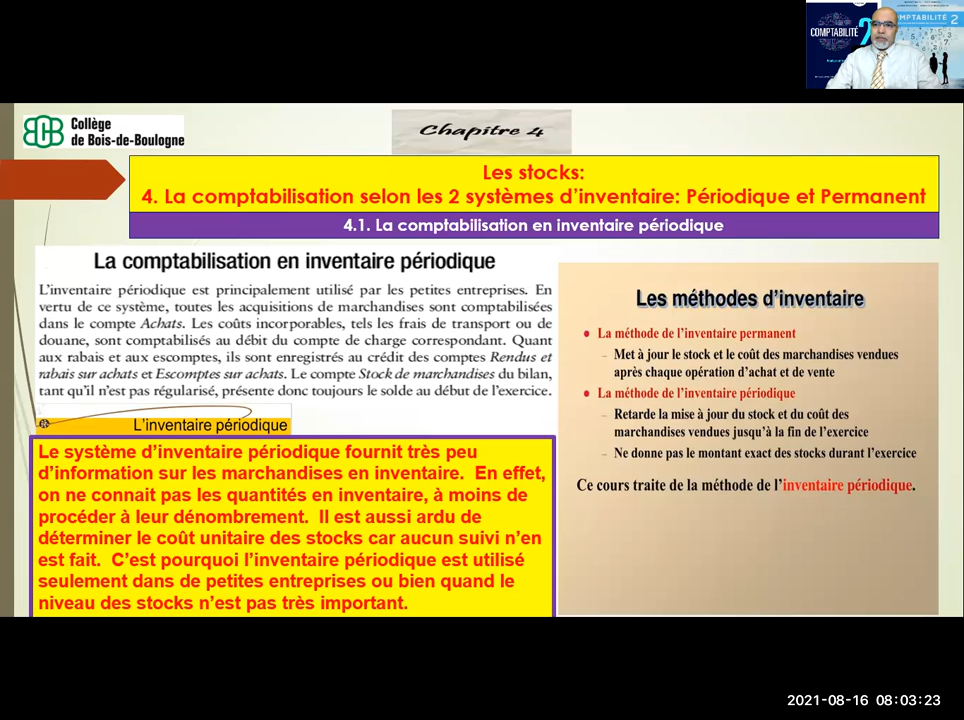 COMPTABILITÉ
2
COMPTABILITÉ 2
Collège
de Bois-de-Boulogne
Chapitre 4
Les stocks:
4. La comptabilisation selon les 2 systèmes d’inventaire: Périodique et Permanent
4.1. La comptabilisation en inventaire périodique
La comptabilisation en inventaire périodique
L’inventaire périodique est principalement utilisé par les petites entreprises. En
vertu de ce système, toutes les acquisitions de marchandises sont comptabilisées
dans le compte Achats. Les coûts incorporables, tels les frais de transport ou de
douane, sont comptabilisés au débit du compte de charge correspondant. Quant
aux rabais et aux escomptes, ils sont enregistrés au crédit des comptes Rendus et
rabais sur achats et Escomptes sur achats. Le compte Stock de marchandises du bilan,
tant qu’il n’est pas régularisé, présente donc toujours le solde au début de l’exercice.
L’inventaire périodique
Le système d’inventaire périodique fournit très peu
d’information sur les marchandises en inventaire. En effet,
on ne connait pas les quantités en inventaire, à moins de
procéder à leur dénombrement. Il est aussi ardu de
déterminer le coût unitaire des stocks car aucun suivi n’en
est fait. C’est pourquoi l’inventaire périodique est utilisé
seulement dans de petites entreprises ou bien quand le
niveau des stocks n’est pas très important.
Les méthodes d’inventaire
• La méthode de l’inventaire permanent
– Met à jour le stock et le coût des marchandises vendues
après chaque opération d’achat et de vente
• La méthode de l’inventaire périodique
– Retarde la mise à jour du stock et du coût des
marchandises vendues jusqu’à la fin de l’exercice
– Ne donne pas le montant exact des stocks durant l’exercice
Ce cours traite de la méthode de l’inventaire périodique.
2021-08-16 08:03:23